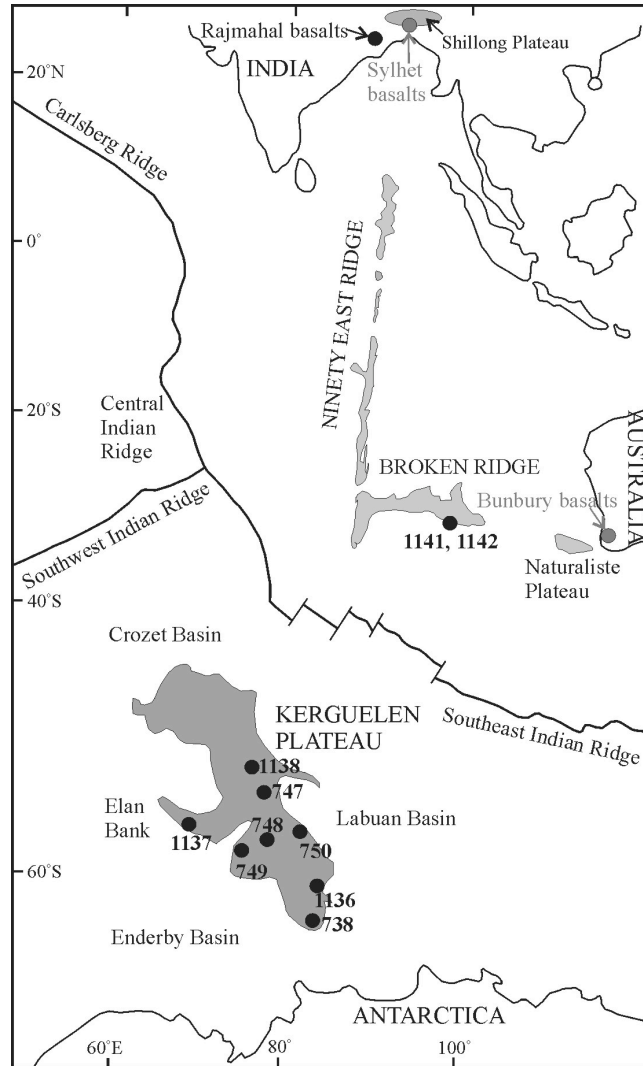 Rajmahal basalts
Shillong Plateau
INDIA
Sylhet
basalts
20˚N
Carlsberg Ridge
0˚
NINETY EAST RIDGE
20˚S
Central
Indian
Ridge
AUSTRALIA
BROKEN RIDGE
Bunbury basalts
1141, 1142
Southwest Indian Ridge
Naturaliste
Plateau
40˚S
Crozet Basin
KERGUELEN
PLATEAU
Southeast Indian Ridge
1138
747
Elan
Bank
Labuan Basin
748
1137
750
749
60˚S
1136
738
Enderby Basin
ANTARCTICA
60˚E
80˚
100˚